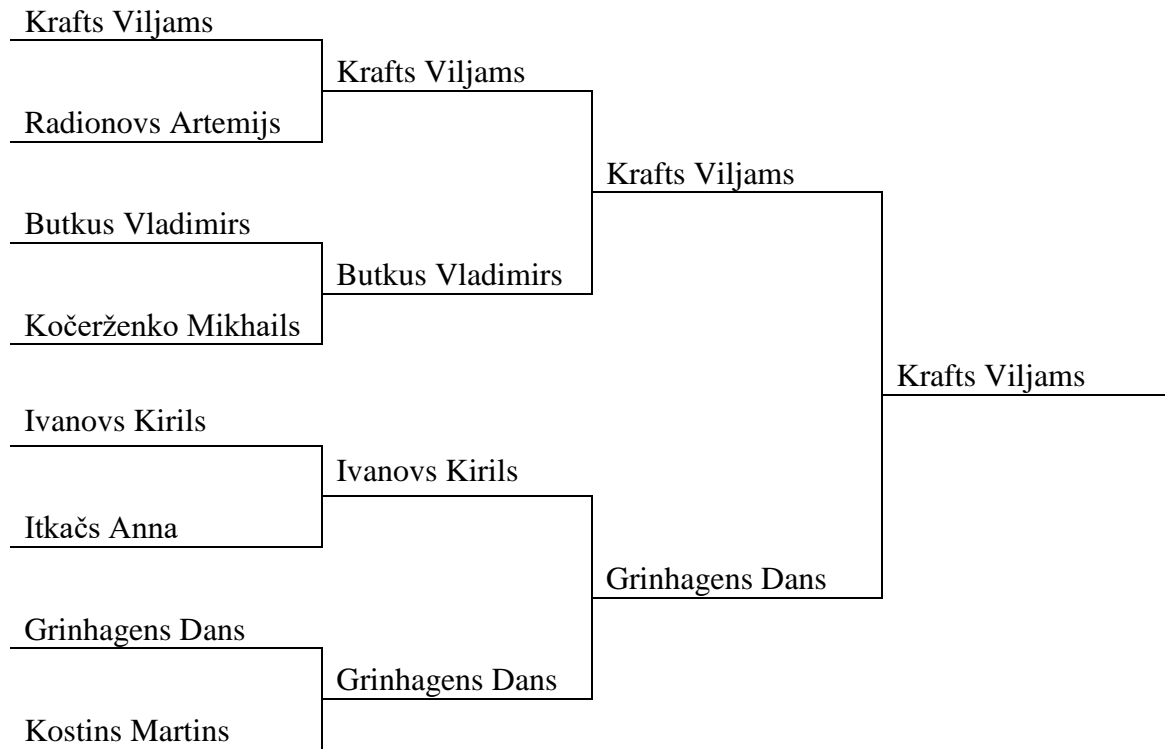 Krafts Viljams
Krafts Viljams
Radionovs Artemijs
Krafts Viljams
Butkus Vladimirs
Butkus Vladimirs
Kočerženko Mikhails
Krafts Viljams
Ivanovs Kirils
Ivanovs Kirils
Itkačs Anna
Grinhagens Dans
Grinhagens Dans
Grinhagens Dans
Kostins Martins